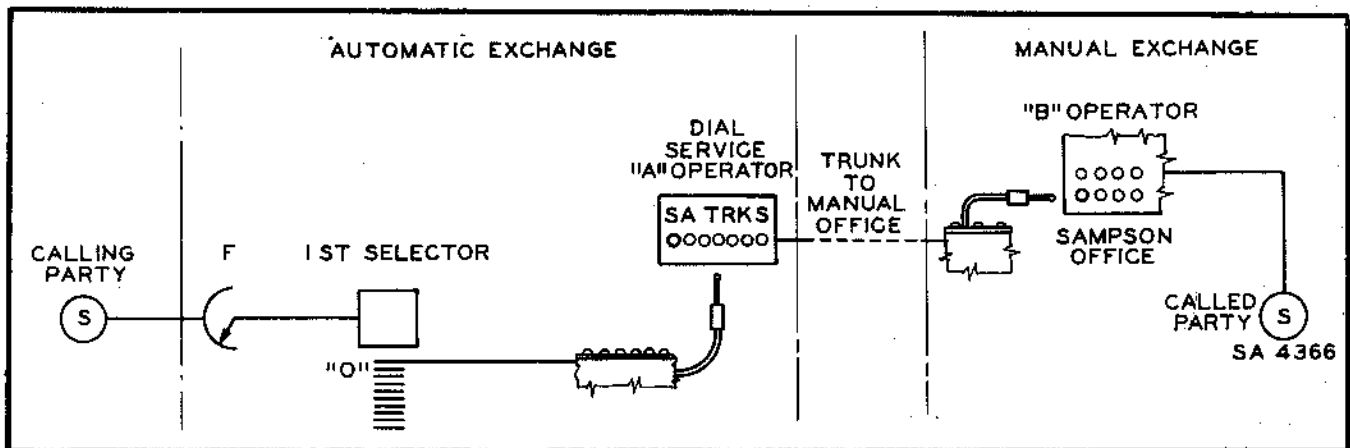 AUTOMATIC EXCHANGE
MANUAL EXCHANGE
"B" OPERATOR
DIAL
SERVICE
"A" OPERATOR
TRUNK
TO
MANUAL
OFFICE
SA TRKS
SAMPSON
OFFICE
CALLING
PARTY
F
1 ST SELECTOR
S
"O"
CALLED
PARTY
S
SA 4366